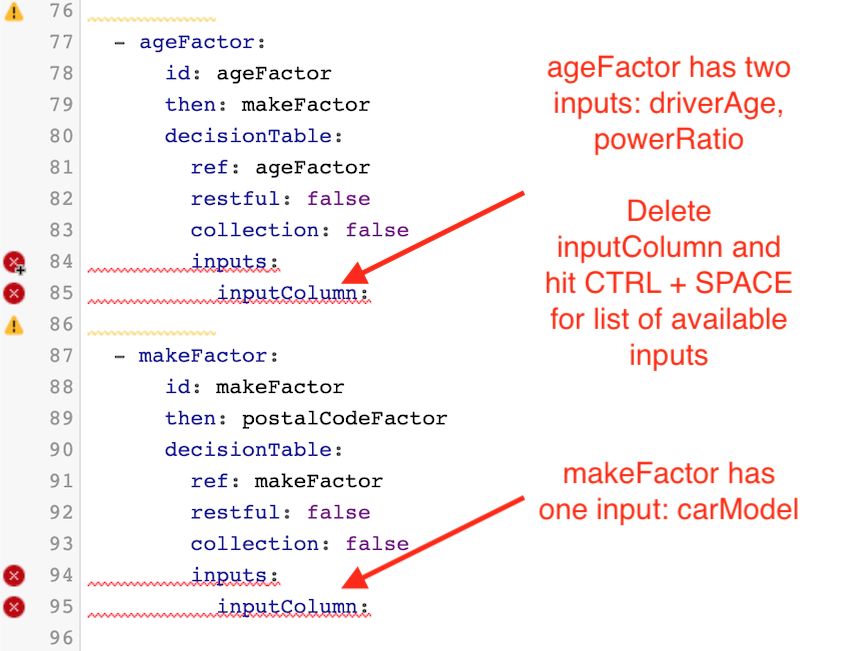 76
77 - ageFactor:
78 id: ageFactor
79 then: makeFactor
80 decisionTable:
81 ref: ageFactor
82 restful: false
83 collection: false
84 inputs:
85 inputColumn:
86
87 - makeFactor:
88 id: makeFactor
89 then: postalCodeFactor
90 decisionTable:
91 ref: makeFactor
92 restful: false
93 collection: false
94 inputs:
95 inputColumn:
96
ageFactor has two
inputs: driverAge,
powerRatio
Delete
inputColumn and
hit CTRL + SPACE
for list of available
inputs
makeFactor has
one input: carModel